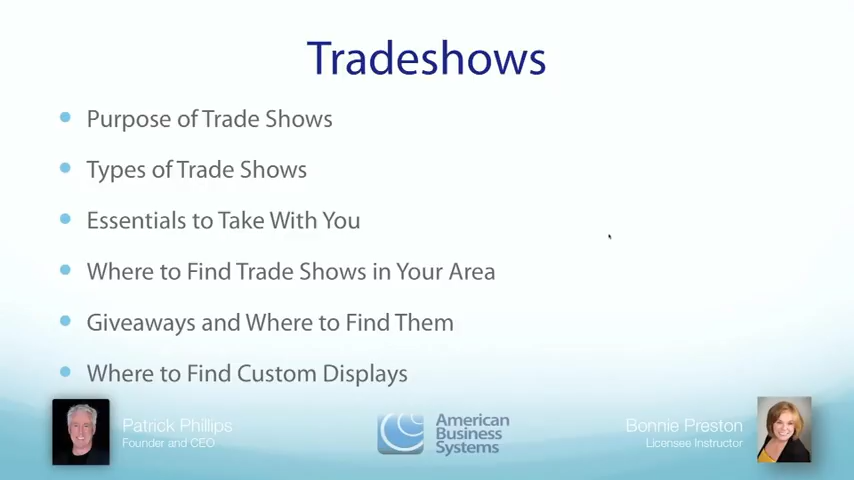 Tradeshows
Purpose of Trade Shows
Types of Trade Shows
Essentials to Take With You
Where to Find Trade Shows in Your Area
Giveaways and Where to Find Them
Where to Find Custom Displays
Patrick Phillips
Founder and CEO
American
Business
Systems
Bonnie Preston
Licensee Instructor